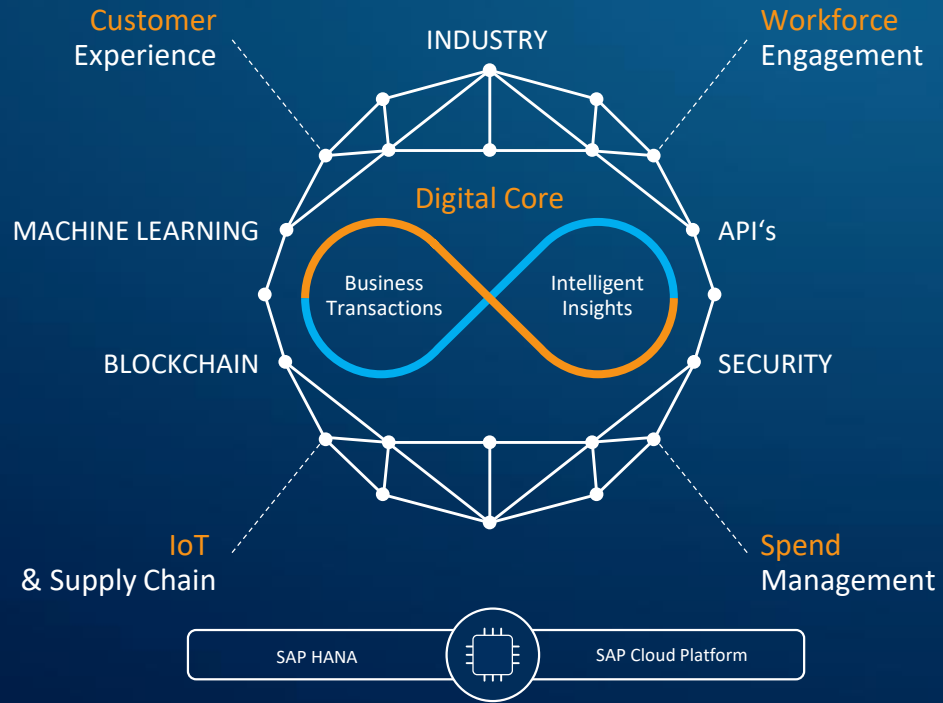 Customer
Experience
INDUSTRY
Workforce
Engagement
Digital Core
MACHINE LEARNING
API‘s
Business
Transactions
Intelligent
Insights
BLOCKCHAIN
SECURITY
IoT
& Supply Chain
Spend
Management
SAP HANA
SAP Cloud Platform